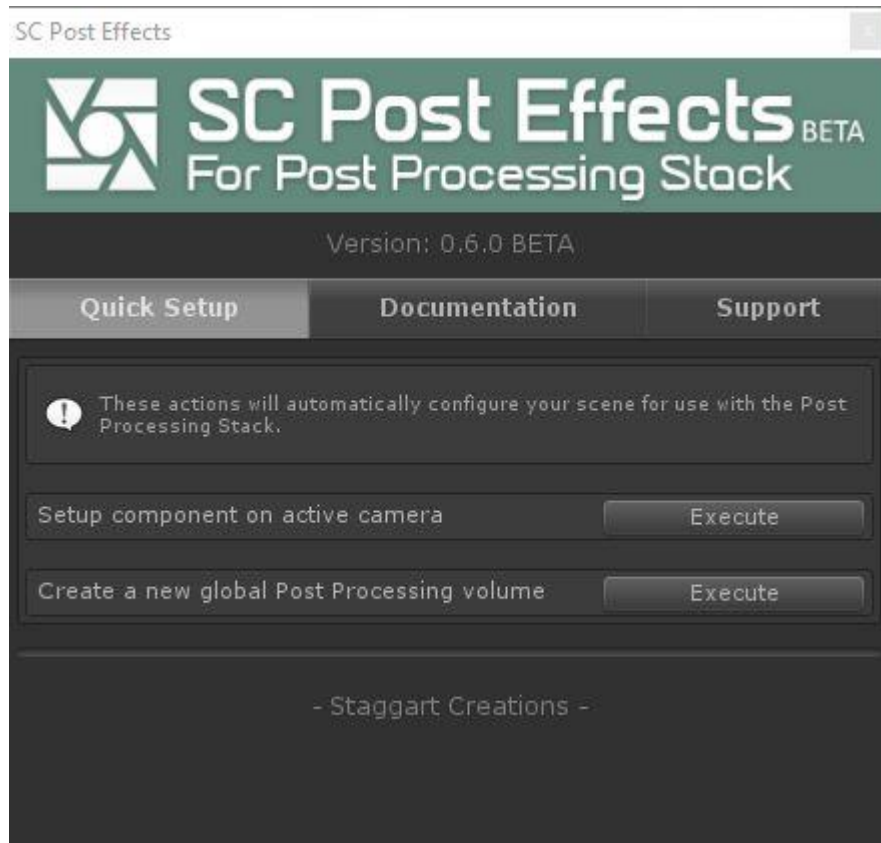 SC Post Effects
SC Post Effects BETA
For Post Processing Stack
Version: 0.6.0 BETA
Quick Setup Documentation Support
These actions will automatically configure your scene for use with the Post
Processing Stack.
Setup component on active camera Execute
Create a new global Post Processing volume Execute
- Staggart Creations -